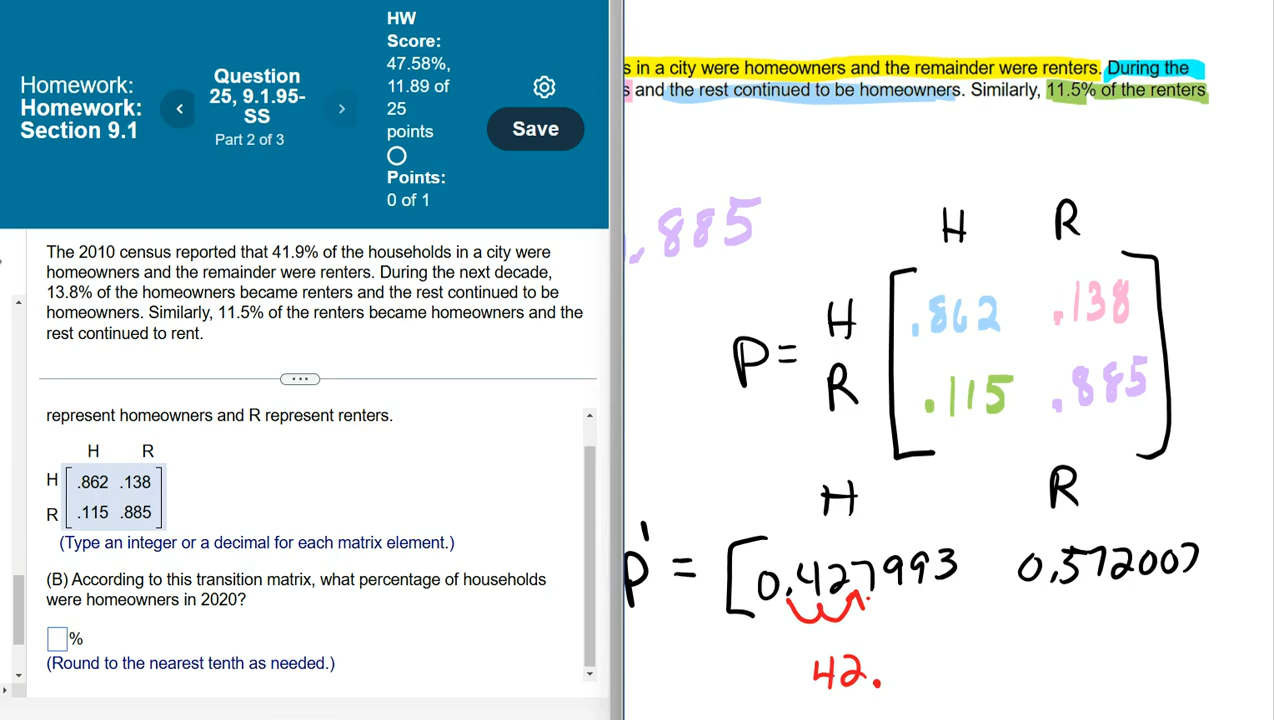 Homework:
Homework:
Section 9.1
Question
25, 9.1.95-
SS
Part 2 of 3
HW
Score:
47.58%,
11.89 of
25
points
Points:
0 of 1
Save
The 2010 census reported that 41.9% of the households in a city were
homeowners and the remainder were renters. During the next decade,
13.8% of the homeowners became renters and the rest continued to be
homeowners. Similarly, 11.5% of the renters became homeowners and the
rest continued to rent.
represent homeowners and R represent renters.
H R
H .862 .138
R .115 .885
(Type an integer or a decimal for each matrix element.)
(B) According to this transition matrix, what percentage of households
were homeowners in 2020?
%
(Round to the nearest tenth as needed.)
s in a city were homeowners and the remainder were renters. During the
s and the rest continued to be homeowners. Similarly, 11.5% of the renters
.885
H R
P = H .862 .138
R .115 .885
H R
P' = [0.427993 0.572007
42.